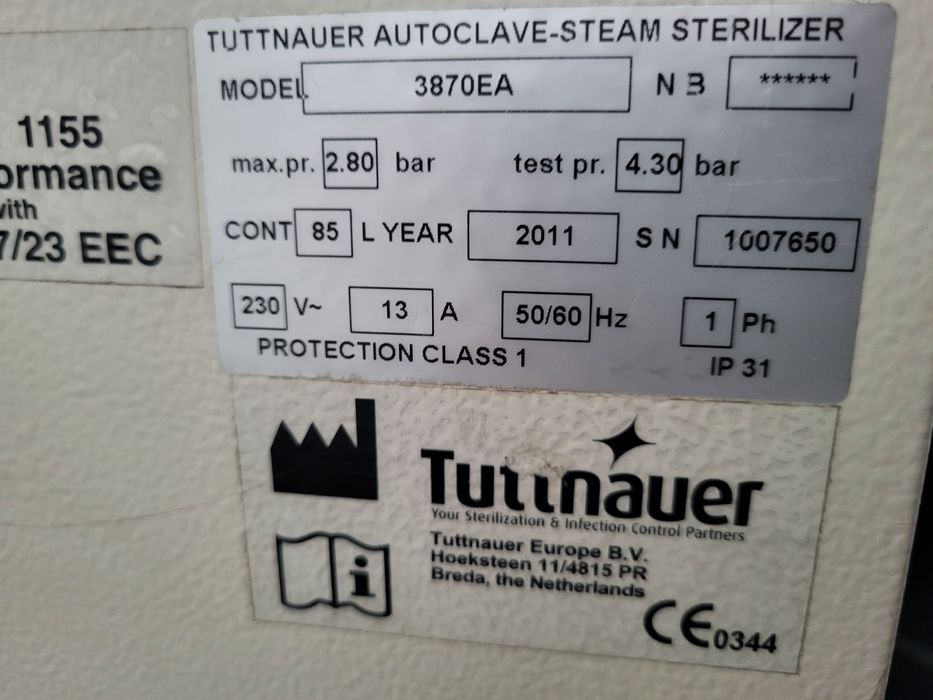 TUTTNAUER AUTOCLAVE-STEAM STERILIZER
MODEL 3870EA N B ******
max.pr. 2.80 bar test pr. 4.30 bar
CONT 85 L YEAR 2011 S N 1007650
230 V~ 13 A 50/60 Hz 1 Ph
PROTECTION CLASS 1 IP 31
1155
ormance
with
7/23 EEC
Tuttnauer
Your Sterilization & Infection Control Partners
Tuttnauer Europe B.V.
Hoeksteen 11/4815 PR
Breda, the Netherlands
CE 0344
i